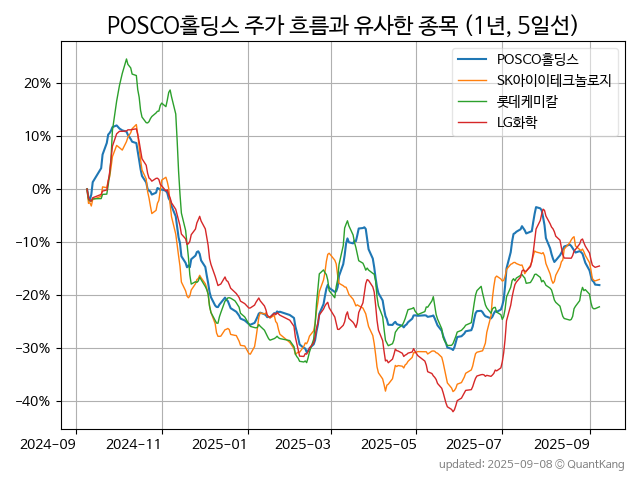 POSCO홀딩스 주가 흐름과 유사한 종목 (1년, 5일선)
POSCO홀딩스
SK아이이테크놀로지
롯데케미칼
LG화학
20%
10%
0%
−10%
−20%
−30%
−40%
2024−09
2024−11
2025−01
2025−03
2025−05
2025−07
2025−09
updated: 2025-09-08 © QuantKang